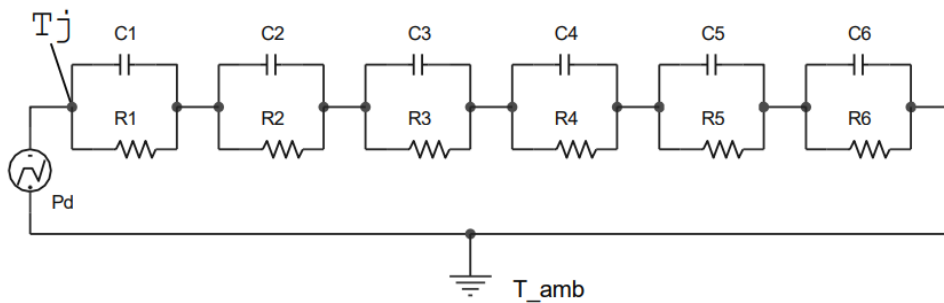 Tj
C1 C2 C3 C4 C5 C6
R1 R2 R3 R4 R5 R6
Pd
T_amb